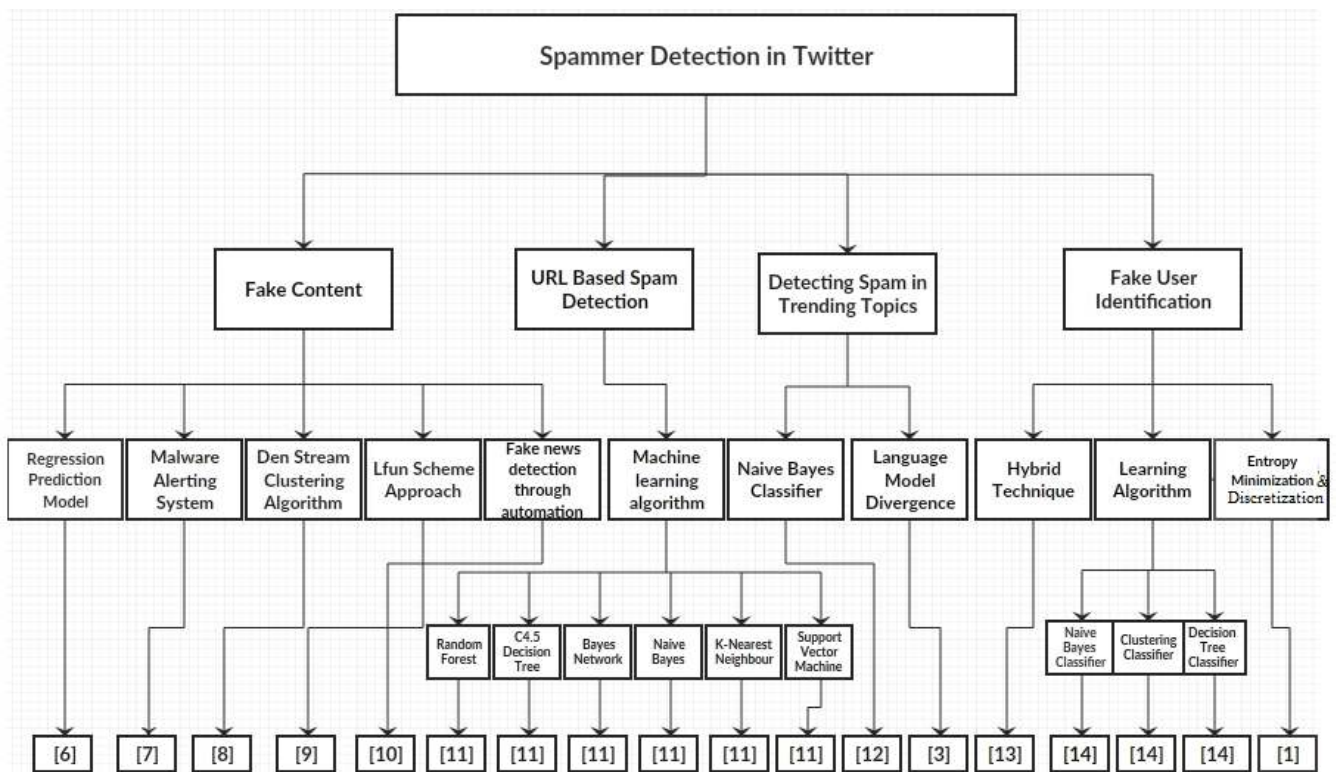 Spammer Detection in Twitter
Fake Content
URL Based Spam
Detection
Detecting Spam in
Trending Topics
Fake User
Identification
Regression
Prediction
Model
Malware
Alerting
System
Den Stream
Clustering
Algorithm
Lfun Scheme
Approach
Fake news
detection
through
automation
Machine
learning
algorithm
Naive Bayes
Classifier
Language
Model
Divergence
Hybrid
Technique
Learning
Algorithm
Entropy
Minimization &
Discretization
Random
Forest
C4.5
Decision
Tree
Bayes
Network
Naive
Bayes
K-Nearest
Neighbour
Support
Vector
Machine
Naive
Bayes
Classifier
Clustering
Classifier
Decision
Tree
Classifier
[6]
[7]
[8]
[9]
[10]
[11]
[11]
[11]
[11]
[11]
[11]
[12]
[3]
[13]
[14]
[14]
[14]
[1]